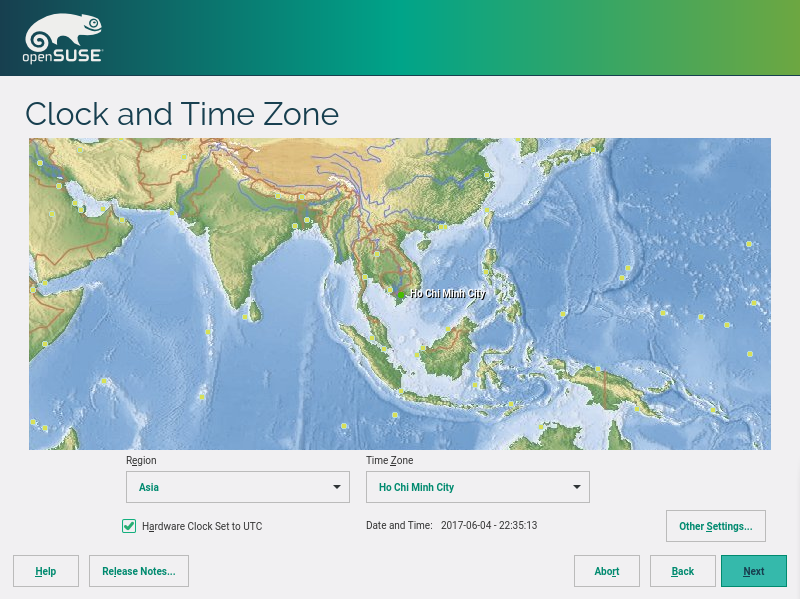 openSUSE
Clock and Time Zone
Ho Chi Minh City
Region
Time Zone
Asia
Ho Chi Minh City
Hardware Clock Set to UTC
Date and Time: 2017-06-04 - 22:35:13
Other Settings...
Help
Release Notes...
Abort
Back
Next